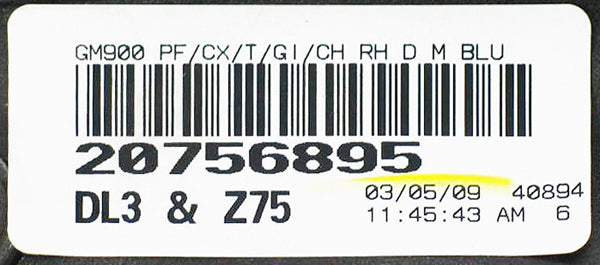 GM900 PF/CX/T/GI/CH RH D M BLU
20756895
DL3 & Z75
03/05/09 40894
11:45:43 AM 6